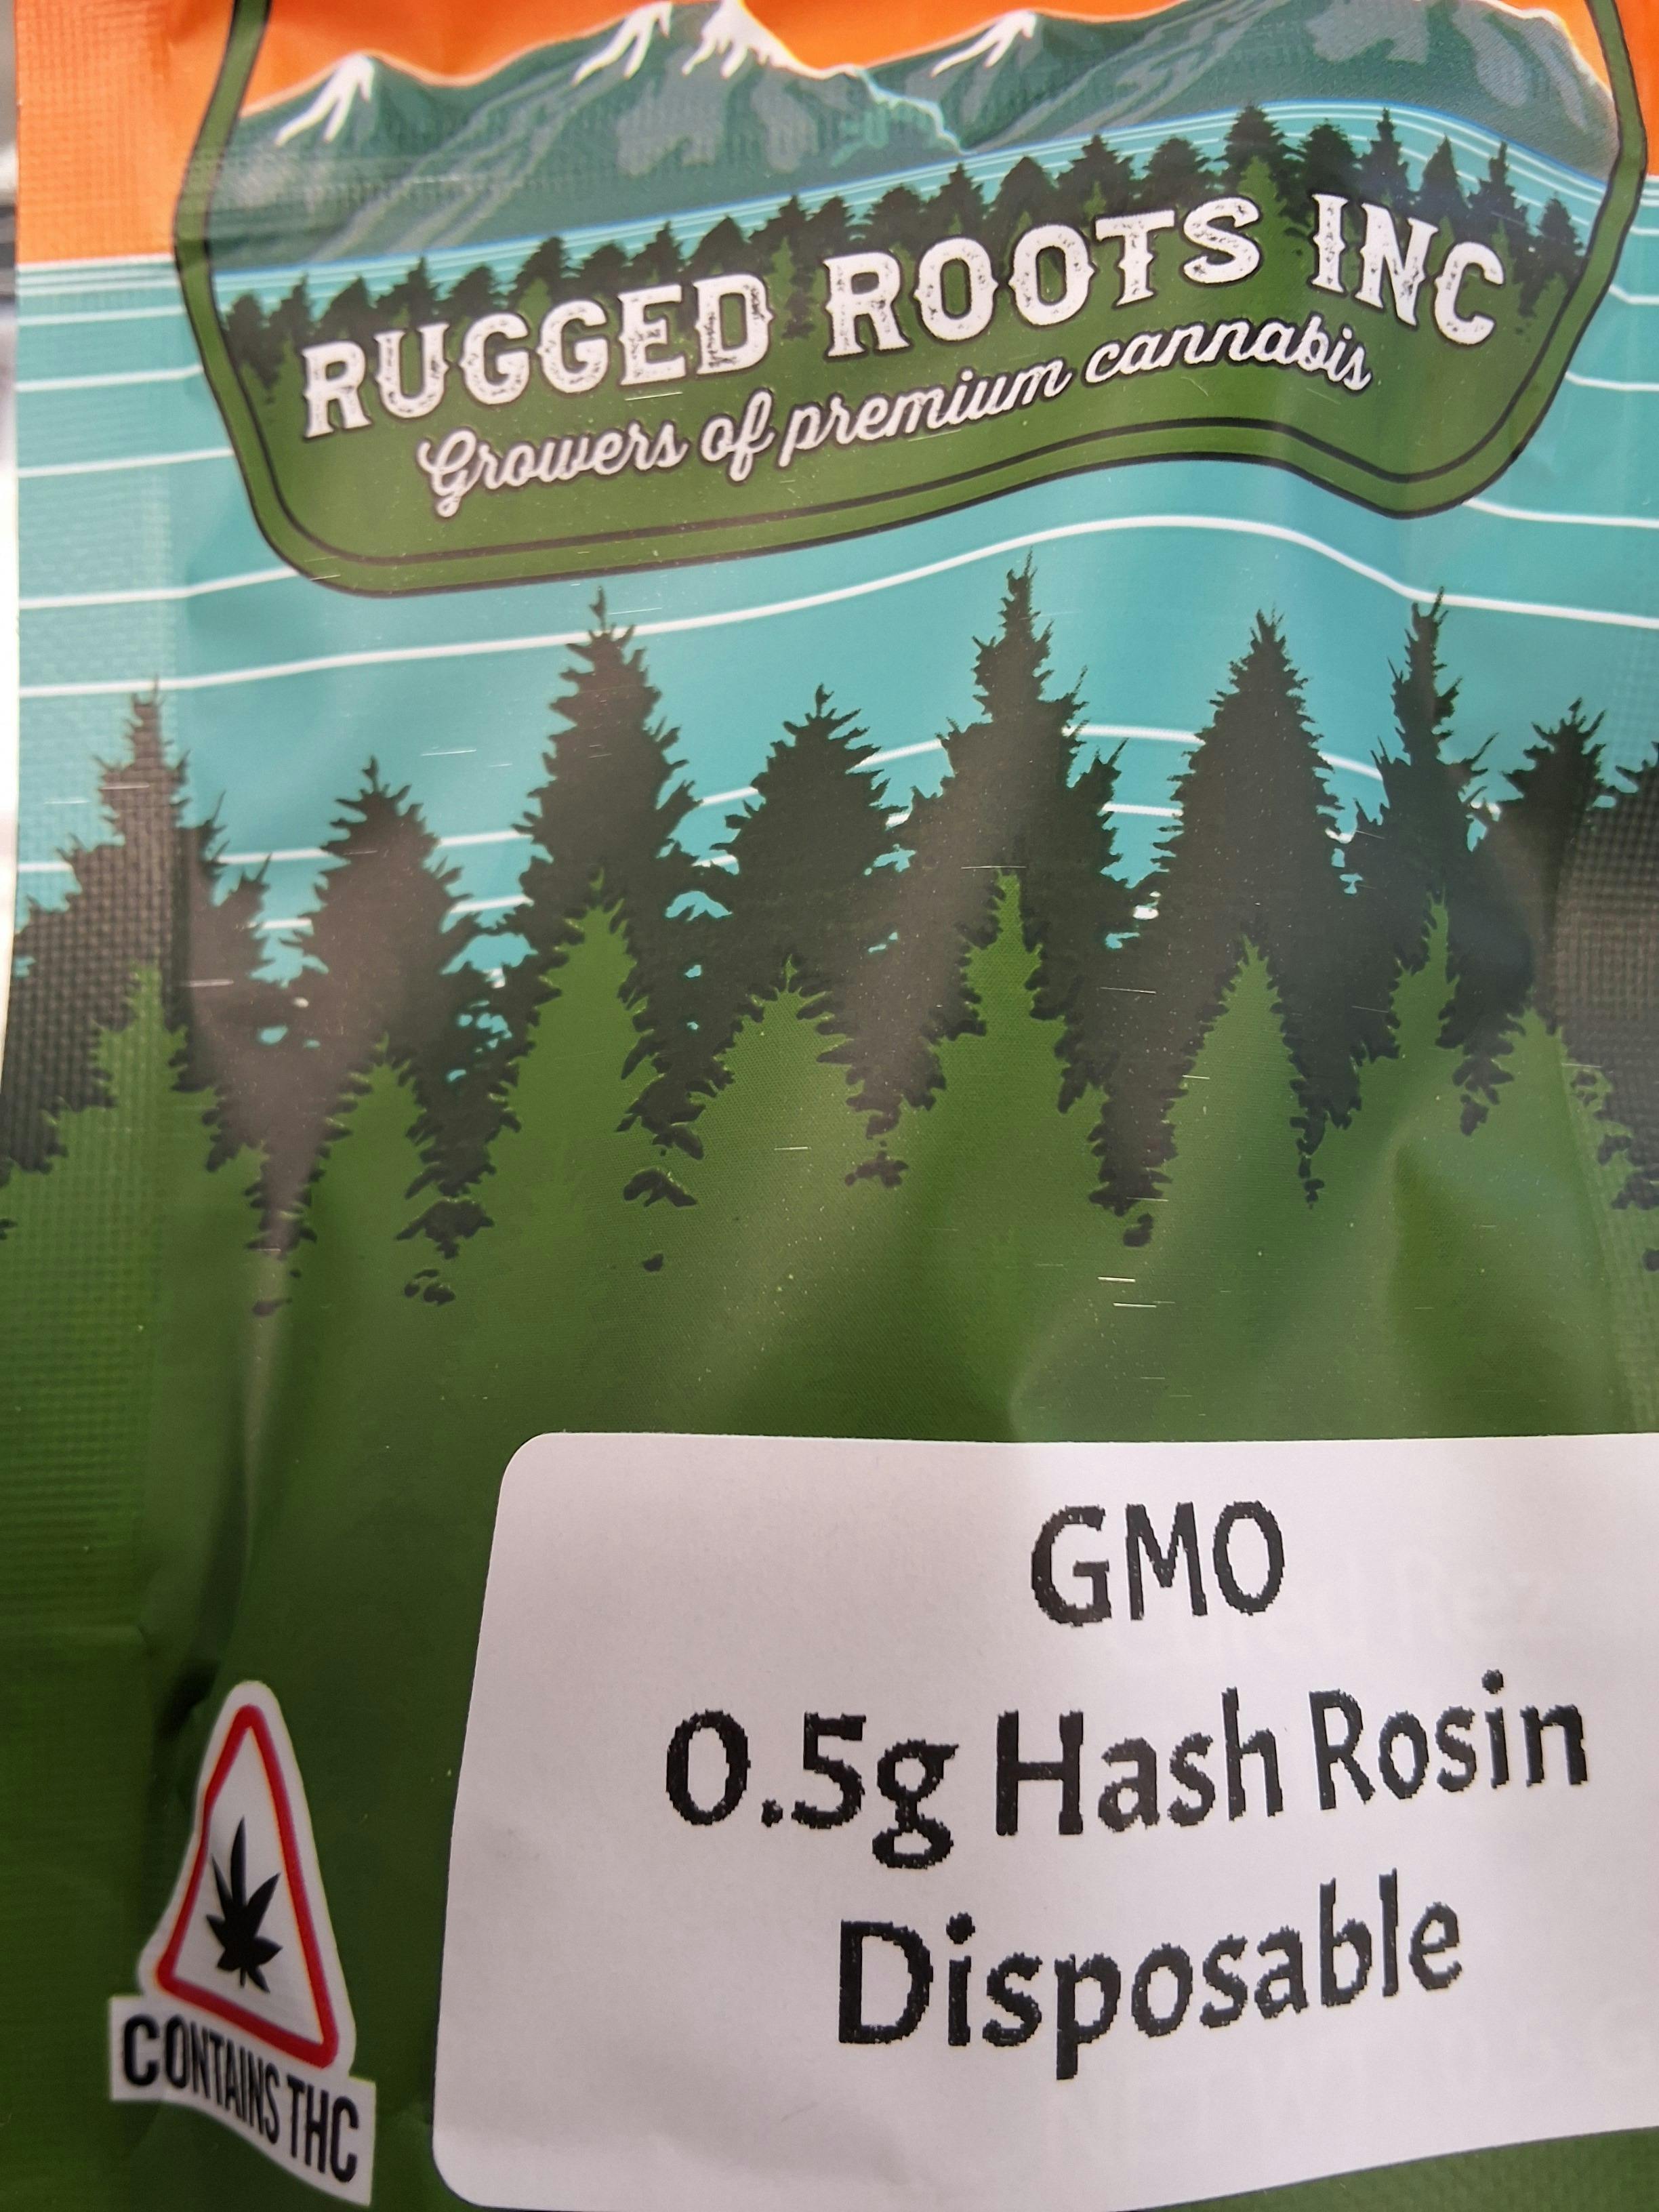 RUGGED ROOTS INC
Growers of premium cannabis
GMO
0.5g Hash Rosin
Disposable
CONTAINS THC